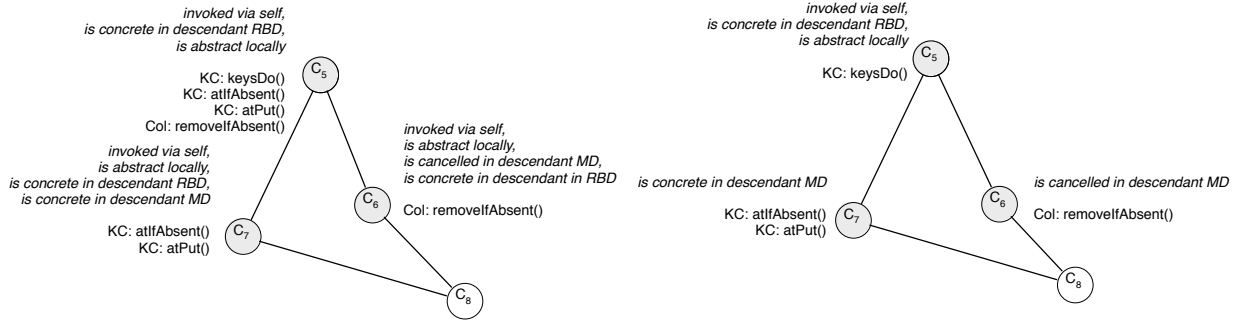 invoked via self,
is concrete in descendant RBD,
is abstract locally
C5
KC: keysDo()
KC: atIfAbsent()
KC: atPut()
Col: removeIfAbsent()
invoked via self,
is abstract locally,
is concrete in descendant RBD,
is concrete in descendant MD
invoked via self,
is abstract locally,
is cancelled in descendant MD,
is concrete in descendant in RBD
C6
Col: removeIfAbsent()
C7
KC: atIfAbsent()
KC: atPut()
C8
invoked via self,
is concrete in descendant RBD,
is abstract locally
C5
KC: keysDo()
is concrete in descendant MD
is cancelled in descendant MD
C6
Col: removeIfAbsent()
C7
KC: atIfAbsent()
KC: atPut()
C8